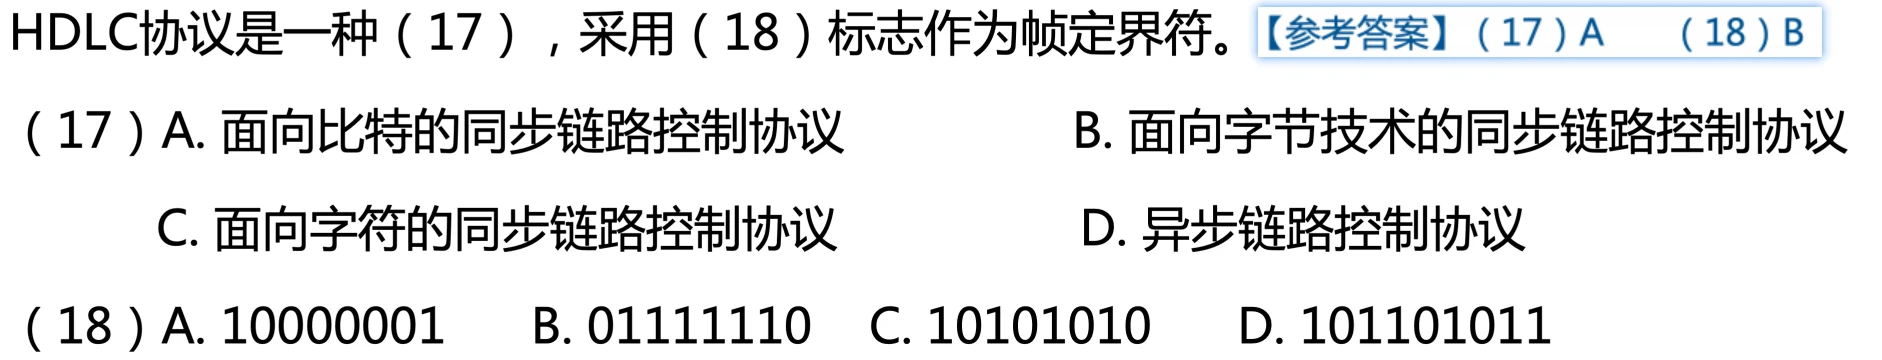 HDLC协议是一种（17），采用（18）标志作为帧定界符。【参考答案】（17）A （18）B
（17）A. 面向比特的同步链路控制协议 B. 面向字节技术的同步链路控制协议
C. 面向字符的同步链路控制协议 D. 异步链路控制协议
（18）A. 10000001 B. 01111110 C. 10101010 D. 101101011